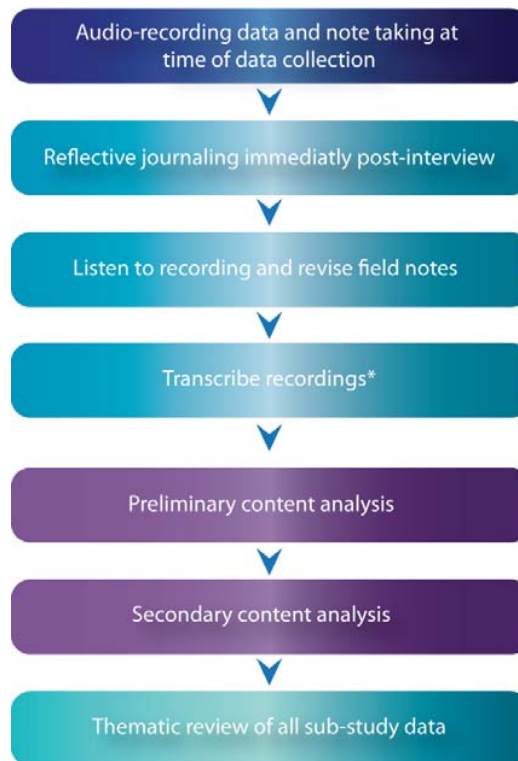 Audio-recording data and note taking at
time of data collection
Reflective journaling immediatly post-interview
Listen to recording and revise field notes
Transcribe recordings*
Preliminary content analysis
Secondary content analysis
Thematic review of all sub-study data